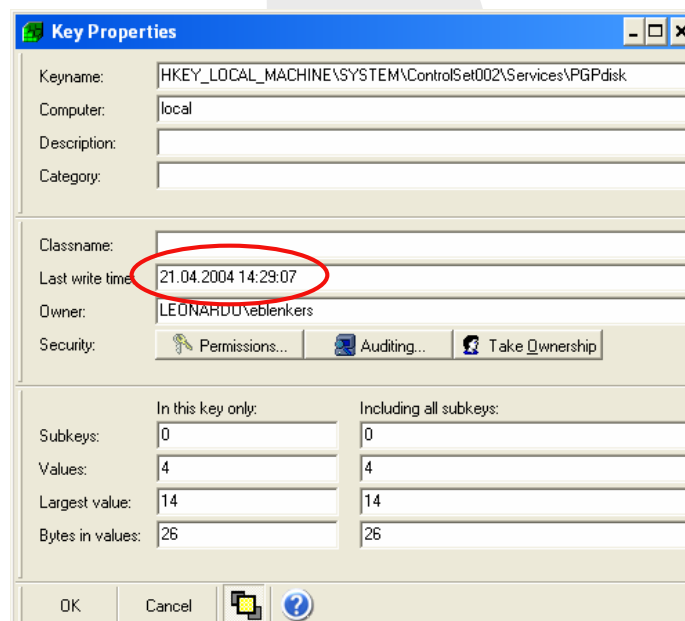 Key Properties
Keyname: HKEY_LOCAL_MACHINE\SYSTEM\ControlSet002\Services\PGPdisk
Computer: local
Description:
Category:
Classname:
Last write time 21.04.2004 14:29:07
Owner: LEONARDO\eblenkers
Security: Permissions... Auditing... Take Ownership
In this key only: Including all subkeys:
Subkeys: 0 0
Values: 4 4
Largest value: 14 14
Bytes in values: 26 26
OK Cancel